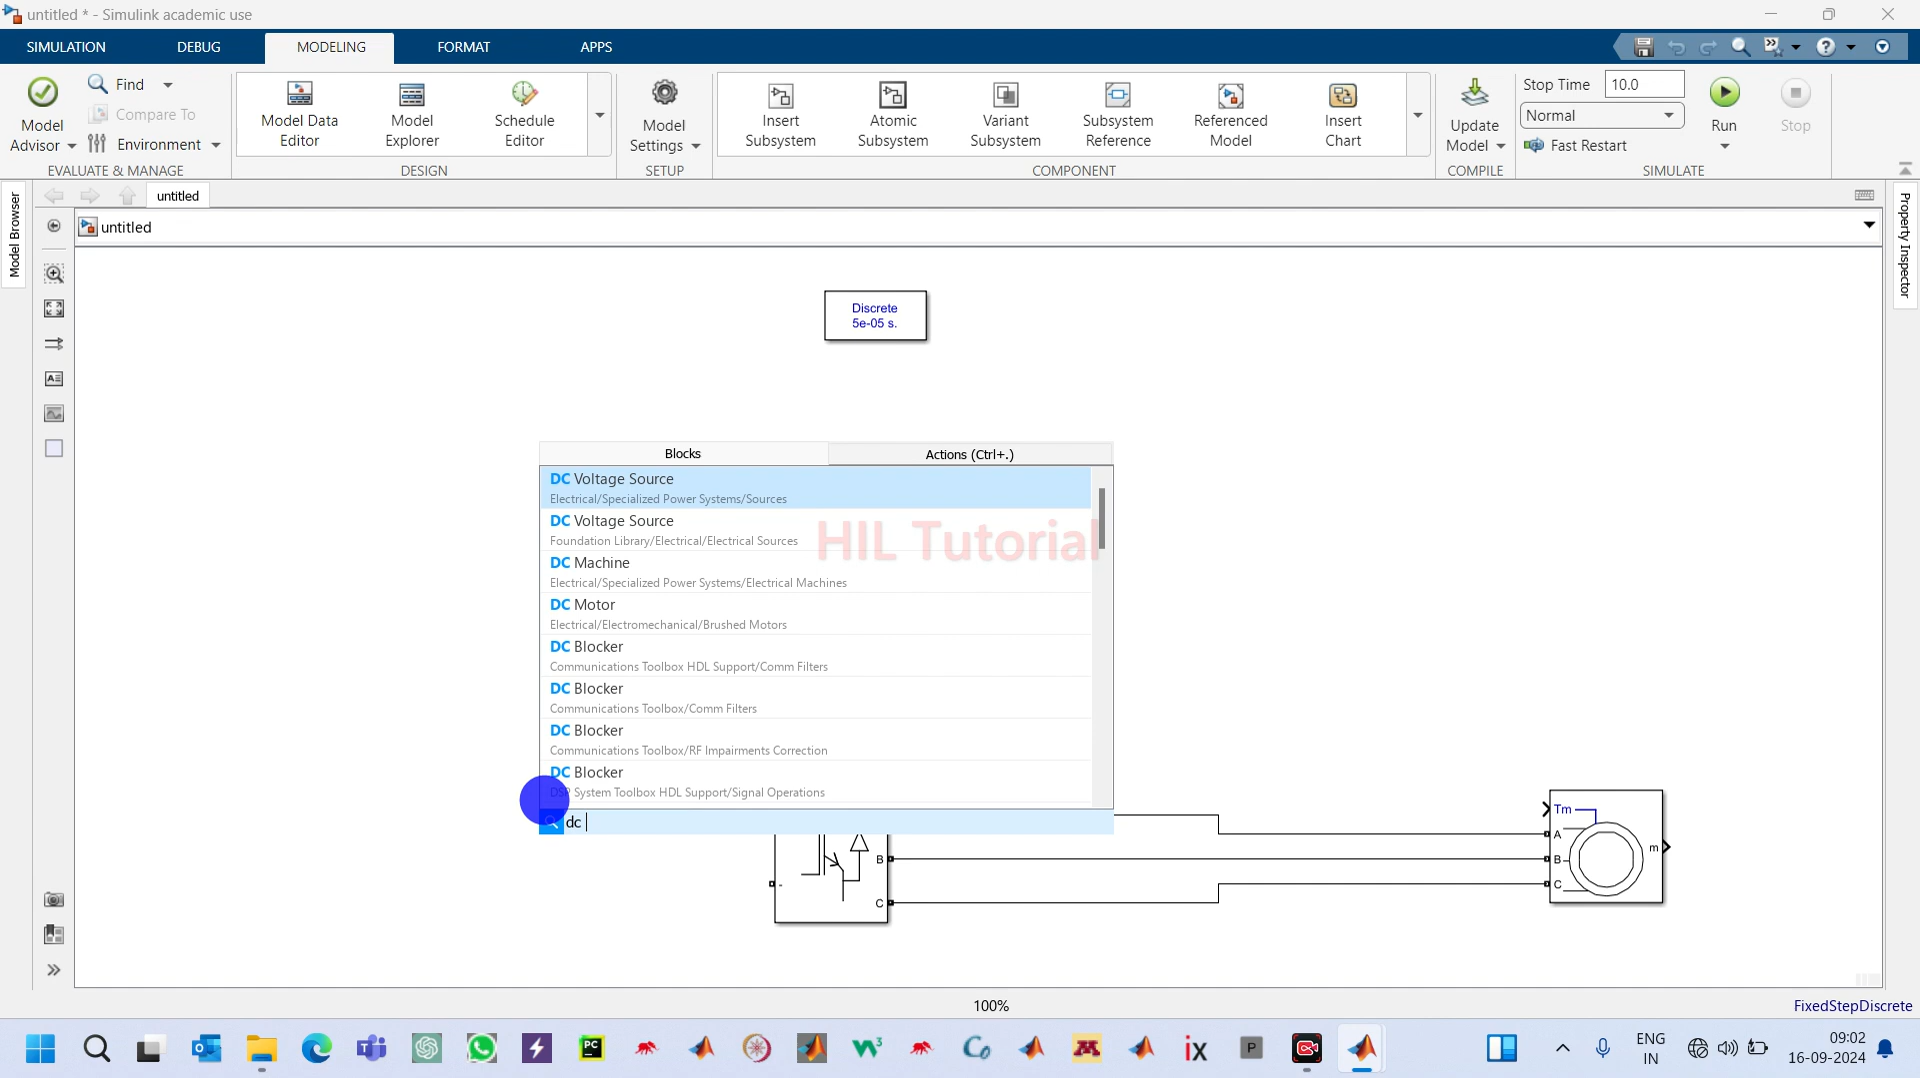 untitled * - Simulink academic use
SIMULATION
DEBUG
MODELING
FORMAT
APPS
Model
Advisor
Find
Compare To
Environment
EVALUATE & MANAGE
Model Data
Editor
Model
Explorer
Schedule
Editor
DESIGN
Model
Settings
SETUP
Insert
Subsystem
Atomic
Subsystem
Variant
Subsystem
Subsystem
Reference
Referenced
Model
Insert
Chart
COMPONENT
Update
Model
COMPILE
Stop Time
10.0
Normal
Fast Restart
Run
Stop
SIMULATE
Model Browser
untitled
untitled
Property Inspector
Discrete
5e-05 s.
Blocks
Actions (Ctrl+.)
DC Voltage Source
Electrical/Specialized Power Systems/Sources
DC Voltage Source
Foundation Library/Electrical/Electrical Sources
HIL Tutorial
DC Machine
Electrical/Specialized Power Systems/Electrical Machines
DC Motor
Electrical/Electromechanical/Brushed Motors
DC Blocker
Communications Toolbox HDL Support/Comm Filters
DC Blocker
Communications Toolbox/Comm Filters
DC Blocker
Communications Toolbox/RF Impairments Correction
DC Blocker
DSP System Toolbox HDL Support/Signal Operations
dc
B
-
C
Tm
A
B
C
m
100%
FixedStepDiscrete
PC
W3
Co
M
ix
P
ENG
IN
09:02
16-09-2024